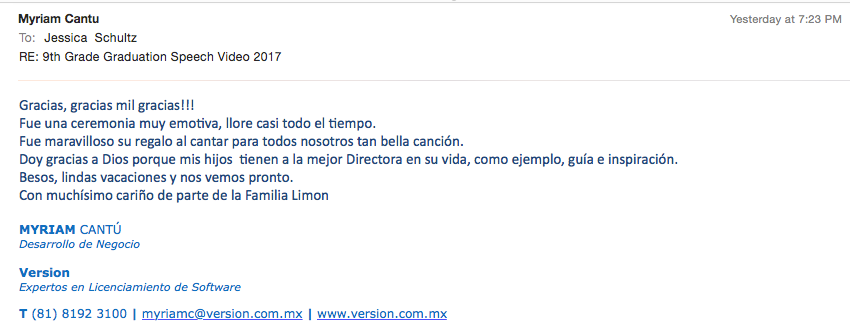 Myriam Cantu
Yesterday at 7:23 PM
To: Jessica Schultz
RE: 9th Grade Graduation Speech Video 2017
Gracias, gracias mil gracias!!!
Fue una ceremonia muy emotiva, llore casi todo el tiempo.
Fue maravilloso su regalo al cantar para todos nosotros tan bella canción.
Doy gracias a Dios porque mis hijos tienen a la mejor Directora en su vida, como ejemplo, guía e inspiración.
Besos, lindas vacaciones y nos vemos pronto.
Con muchísimo cariño de parte de la Familia Limon
MYRIAM CANTÚ
Desarrollo de Negocio
Version
Expertos en Licenciamiento de Software
T (81) 8192 3100 | myriamc@version.com.mx | www.version.com.mx